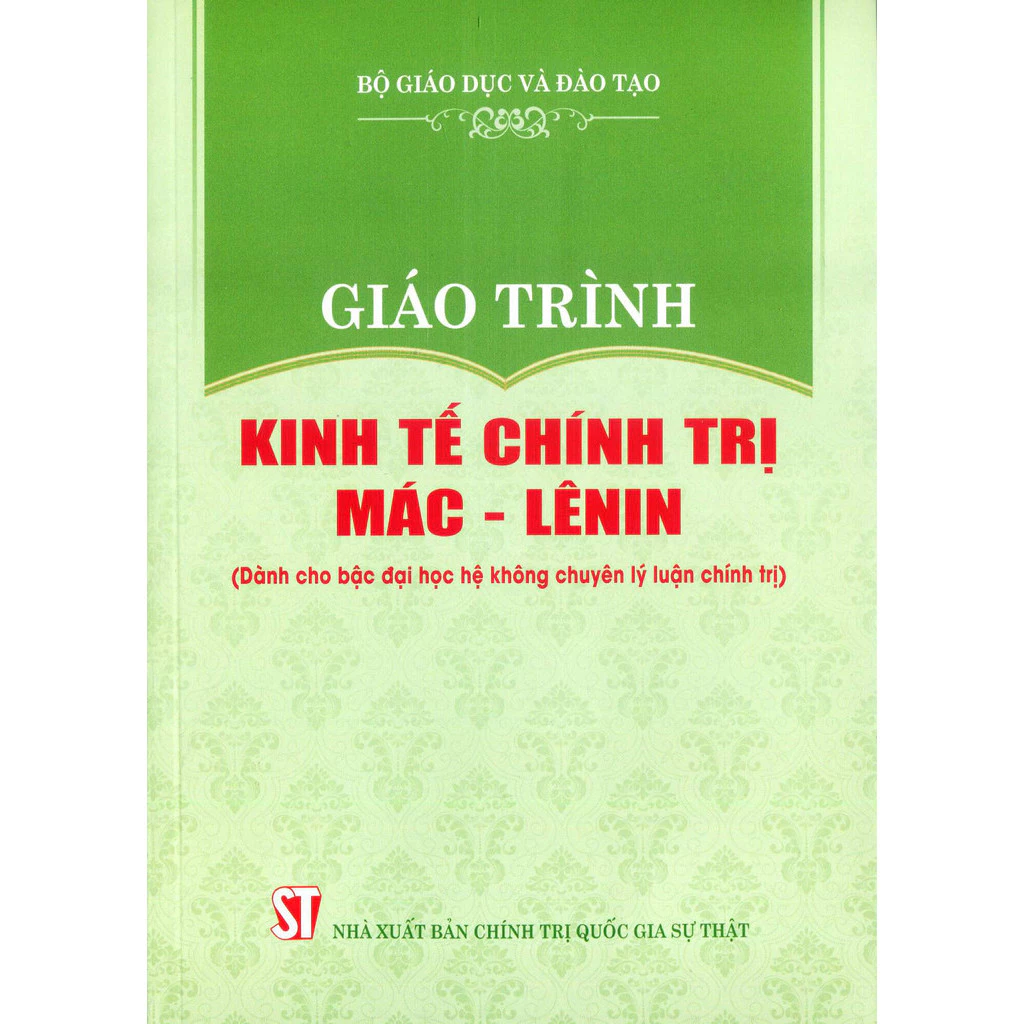 BỘ GIÁO DỤC VÀ ĐÀO TẠO
GIÁO TRÌNH
KINH TẾ CHÍNH TRỊ
MÁC - LÊNIN
(Dành cho bậc đại học hệ không chuyên lý luận chính trị)
ST
NHÀ XUẤT BẢN CHÍNH TRỊ QUỐC GIA SỰ THẬT